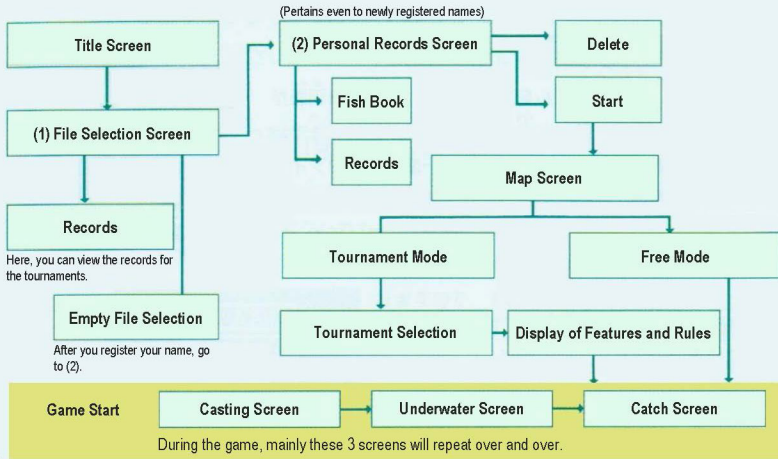 (Pertains even to newly registered names)
Title Screen
(2) Personal Records Screen
Delete
Fish Book
Start
(1) File Selection Screen
Records
Map Screen
Records
Here, you can view the records for
the tournaments.
Tournament Mode
Free Mode
Empty File Selection
After you register your name, go
to (2).
Tournament Selection
Display of Features and Rules
Game Start
Casting Screen
Underwater Screen
Catch Screen
During the game, mainly these 3 screens will repeat over and over.